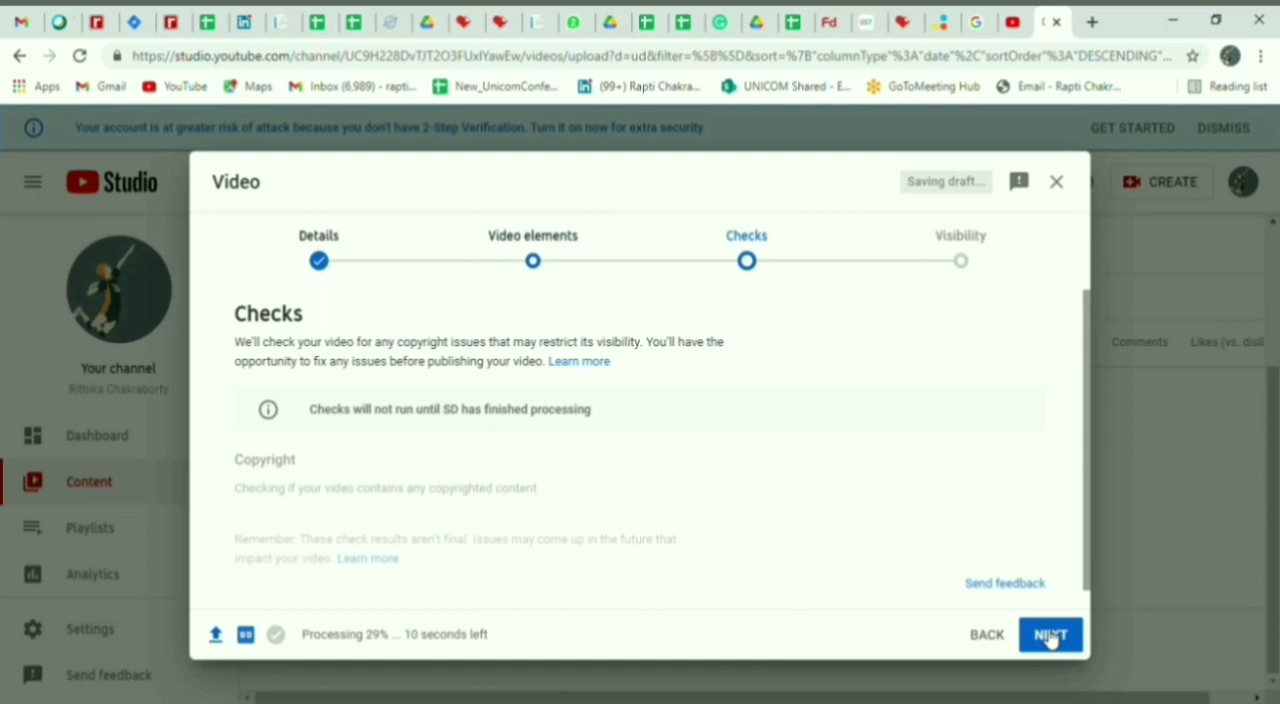 https://studio.youtube.com/channel/UC9H228DvTJT2O3FUxlYawEw/videos/upload?d=ud&filter=%5B%5D&sort=%7B"columnType"%3A"date"%2C"sortOrder"%3A"DESCENDING"...
Apps Gmail YouTube Maps Inbox (6,989) - rapti... New_UnicomConfe... (99+) Rapti Chakra... UNICOM Shared - E... GoToMeeting Hub Email - Rapti Chakr... Reading list
Your account is at greater risk of attack because you don't have 2-Step Verification. Turn it on now for extra security GET STARTED DISMISS
Studio
CREATE
Video
Saving draft...
Details Video elements Checks Visibility
Checks
We'll check your video for any copyright issues that may restrict its visibility. You'll have the
opportunity to fix any issues before publishing your video. Learn more
Checks will not run until SD has finished processing
Copyright
Checking if your video contains any copyrighted content
Remember: These check results aren't final. Issues may come up in the future that
impact your video. Learn more
Send feedback
Processing 29% ... 10 seconds left
BACK
NEXT
Your channel
Rithika Chakraborty
Dashboard
Content
Playlists
Analytics
Settings
Send feedback
Comments Likes (vs. disli